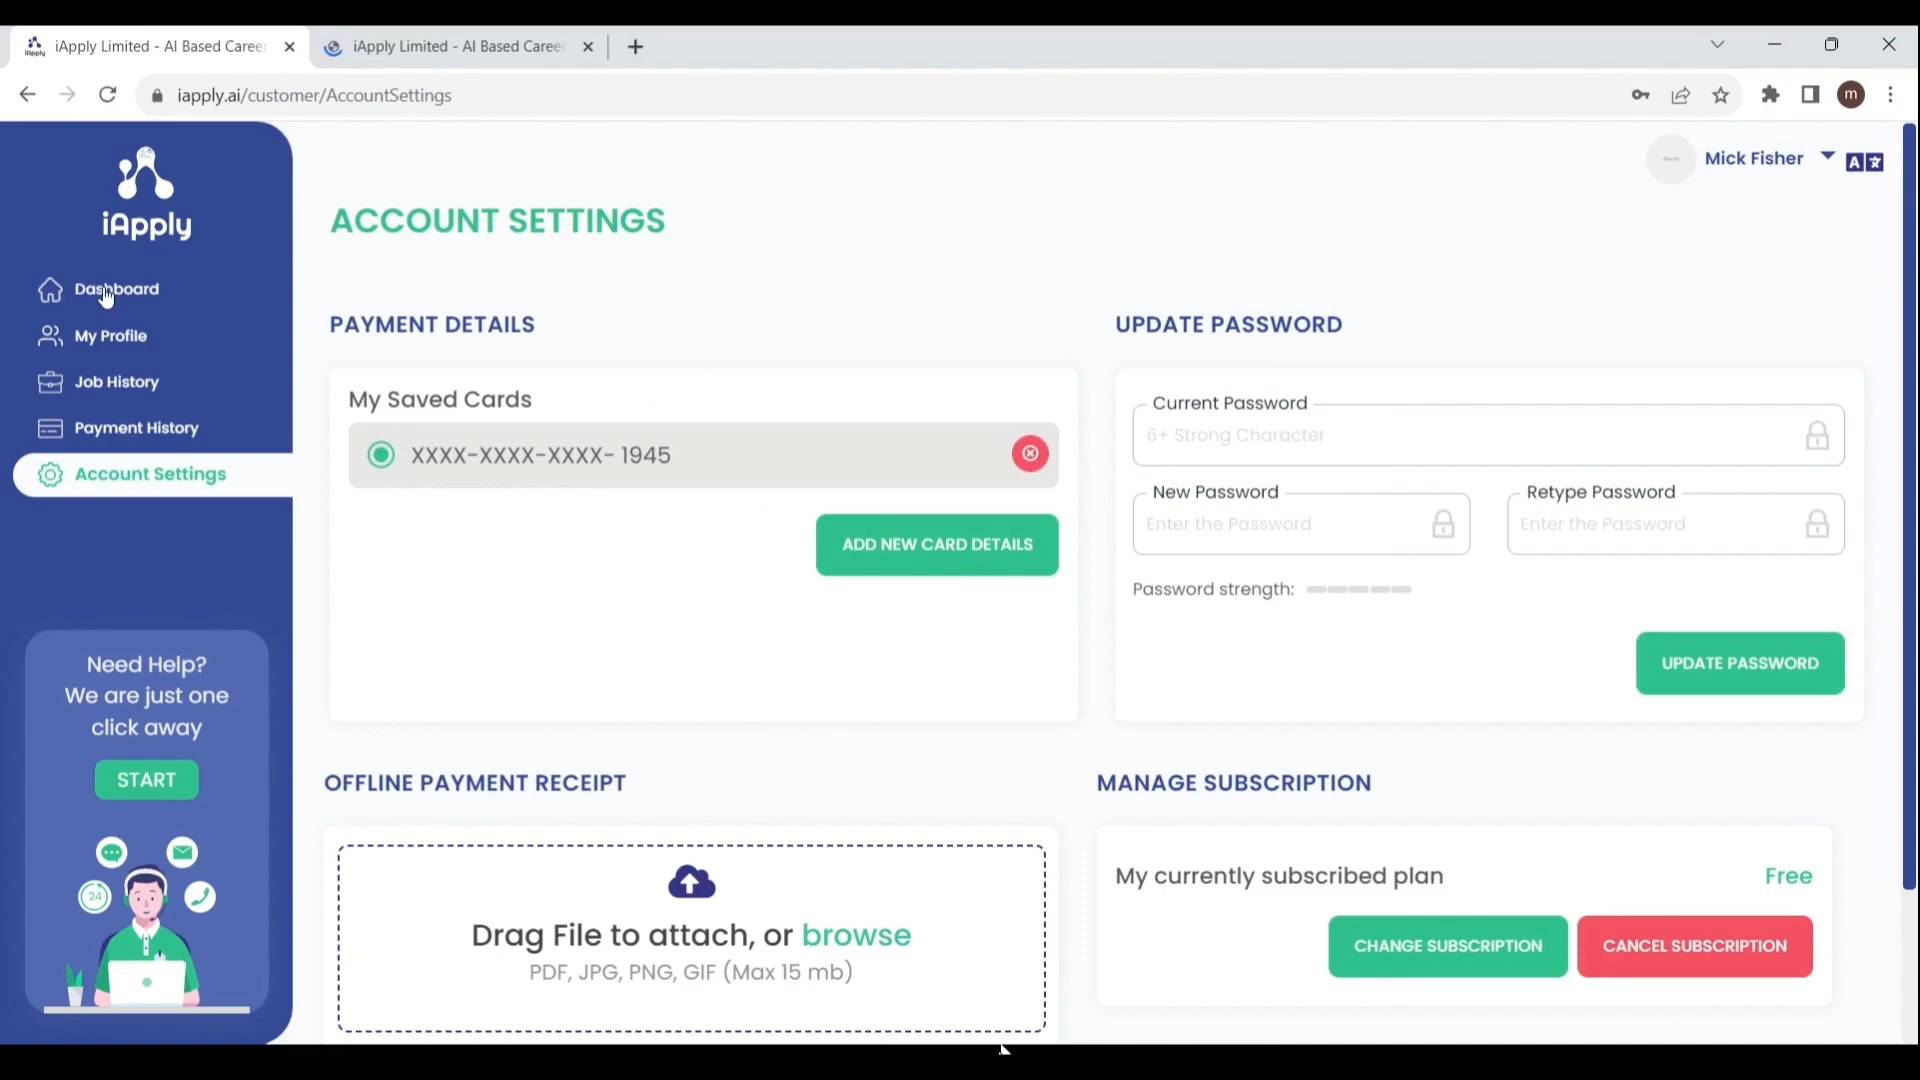 iApply Limited - AI Based Career
iApply Limited - AI Based Career
iapply.ai/customer/AccountSettings
m
iApply
Mick Fisher
A
ACCOUNT SETTINGS
Dashboard
My Profile
Job History
Payment History
Account Settings
PAYMENT DETAILS
My Saved Cards
XXXX-XXXX-XXXX- 1945
ADD NEW CARD DETAILS
UPDATE PASSWORD
Current Password
6+ Strong Character
New Password
Enter the Password
Retype Password
Enter the Password
Password strength:
UPDATE PASSWORD
Need Help?
We are just one
click away
START
24
OFFLINE PAYMENT RECEIPT
Drag File to attach, or browse
PDF, JPG, PNG, GIF (Max 15 mb)
MANAGE SUBSCRIPTION
My currently subscribed plan Free
CHANGE SUBSCRIPTION
CANCEL SUBSCRIPTION